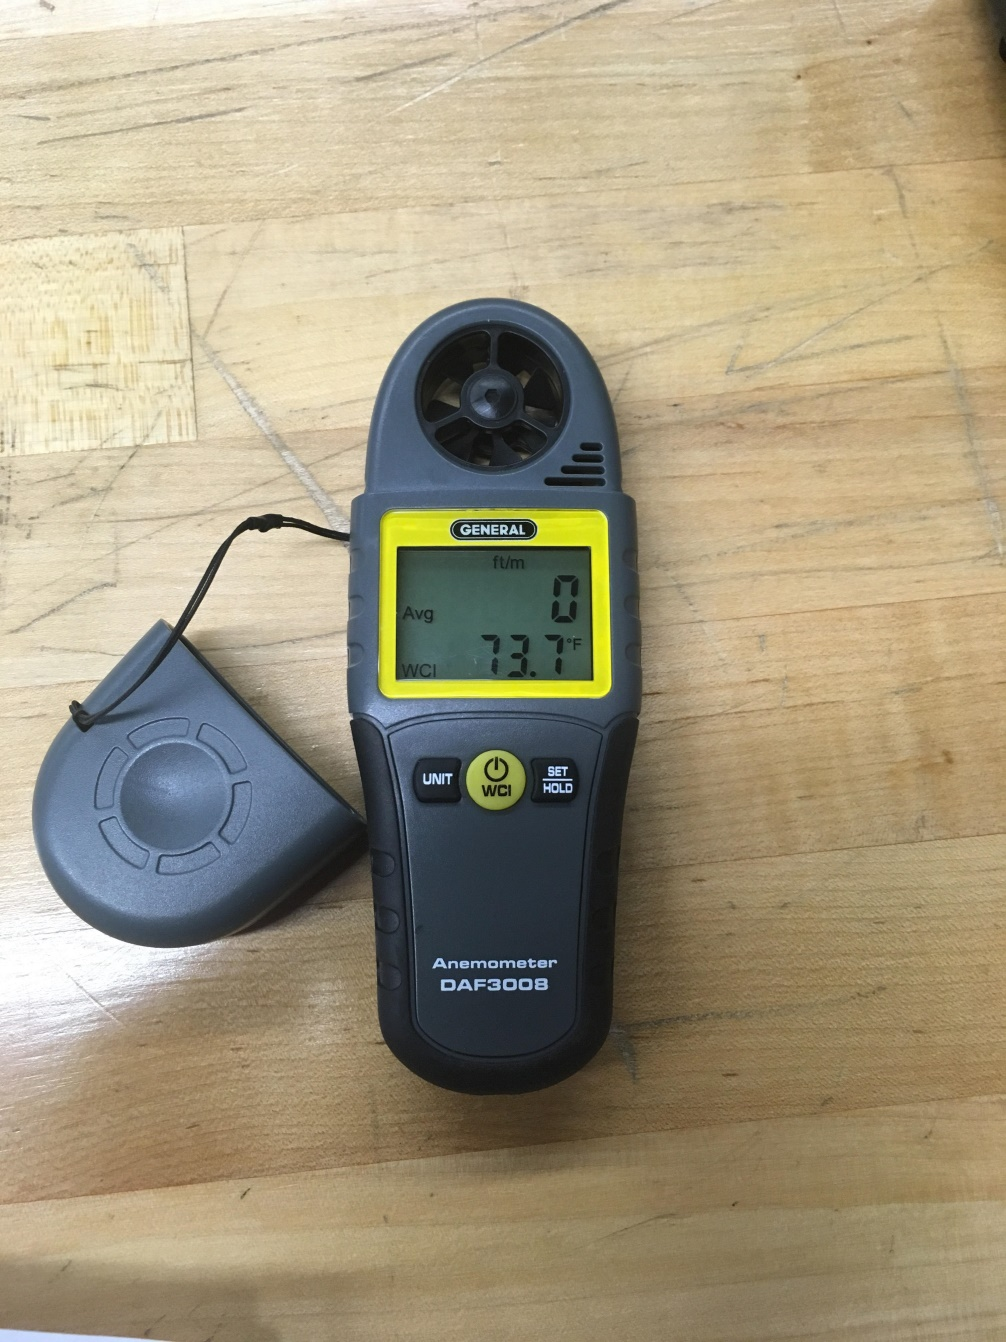 GENERAL
ft/m
0
Avg
73.7°F
WCI
UNIT
WCI
SET
HOLD
Anemometer
DAF3008